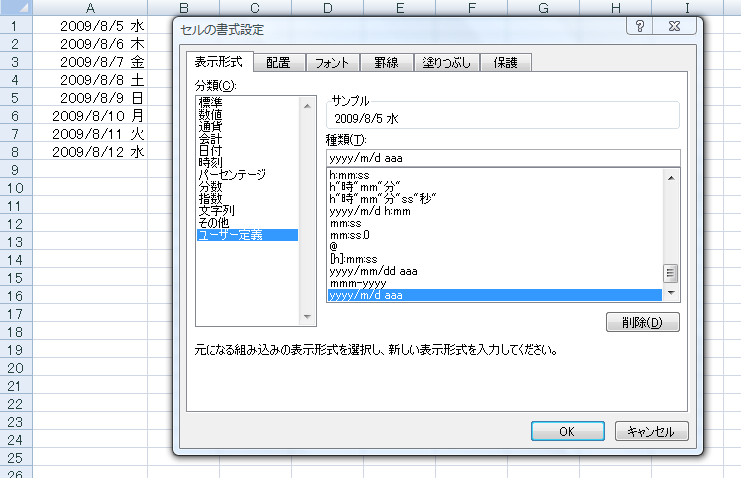 A B C D E F G H I
1 2009/8/5 水
2 2009/8/6 木
3 2009/8/7 金
4 2009/8/8 土
5 2009/8/9 日
6 2009/8/10 月
7 2009/8/11 火
8 2009/8/12 水
9
10
11
12
13
14
15
16
17
18
19
20
21
22
23
24
25
26
セルの書式設定
表示形式 配置 フォント 罫線 塗りつぶし 保護
分類(C):
標準
数値
通貨
会計
日付
時刻
パーセンテージ
分数
指数
文字列
その他
ユーザー定義
サンプル
2009/8/5 水
種類(T):
yyyy/m/d aaa
h:mm:ss
h"時"mm"分"
h"時"mm"分"ss"秒"
yyyy/m/d h:mm
mm:ss
mm:ss.0
@
[h]:mm:ss
yyyy/mm/dd aaa
mmm-yyyy
yyyy/m/d aaa
削除(D)
元になる組み込みの表示形式を選択し、新しい表示形式を入力してください。
OK キャンセル